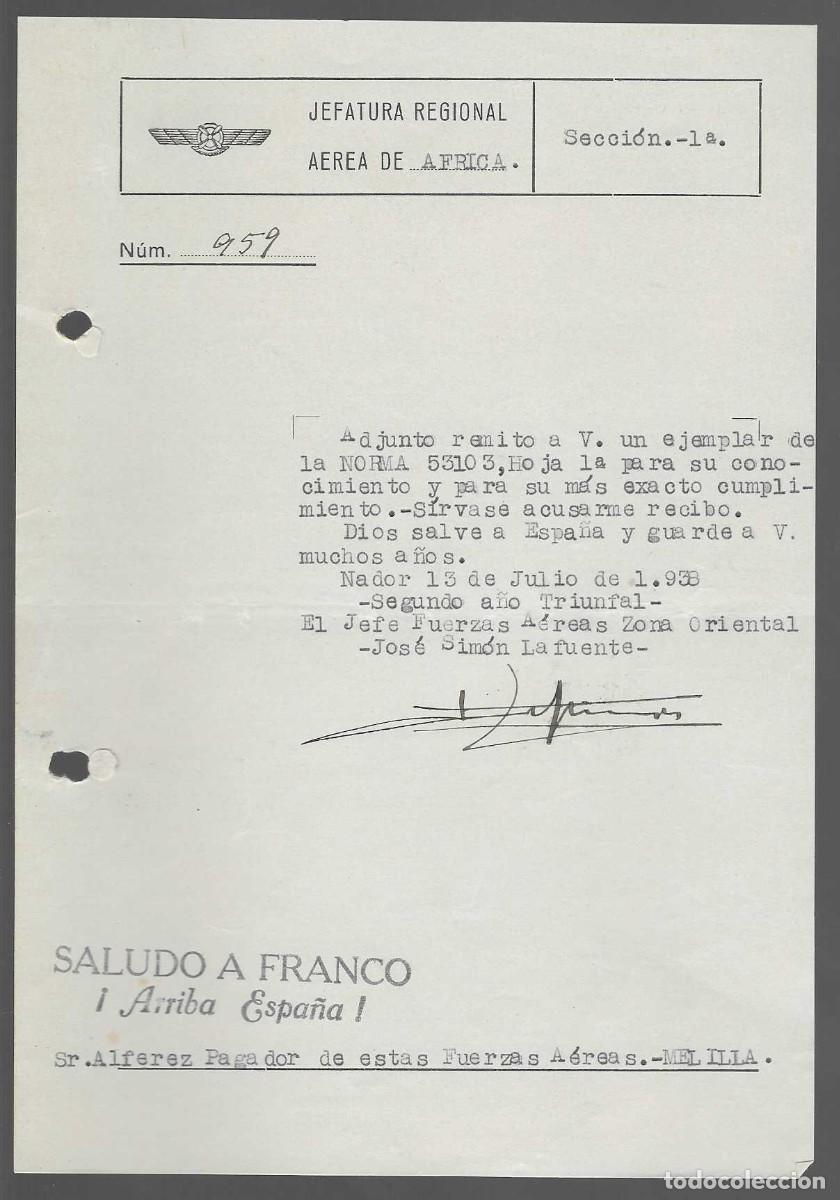 JEFATURA REGIONAL
AEREA DE AFRICA.
Sección.-1a.
Núm. 959
Adjunto remito a V. un ejemplar de
la NORMA 53103, Hoja 1ª para su cono-
cimiento y para su más exacto cumpli-
miento.-Sírvase acusarme recibo.
Dios salve a España y guarde a V.
muchos años.
Nador 13 de Julio de 1.938
-Segundo año Triunfal-
El Jefe Fuerzas Aéreas Zona Oriental
-José Simón Lafuente-
SALUDO A FRANCO
¡ Arriba España !
Sr. Alferez Pagador de estas Fuerzas Aéreas.-MELILLA.
todocoleccion